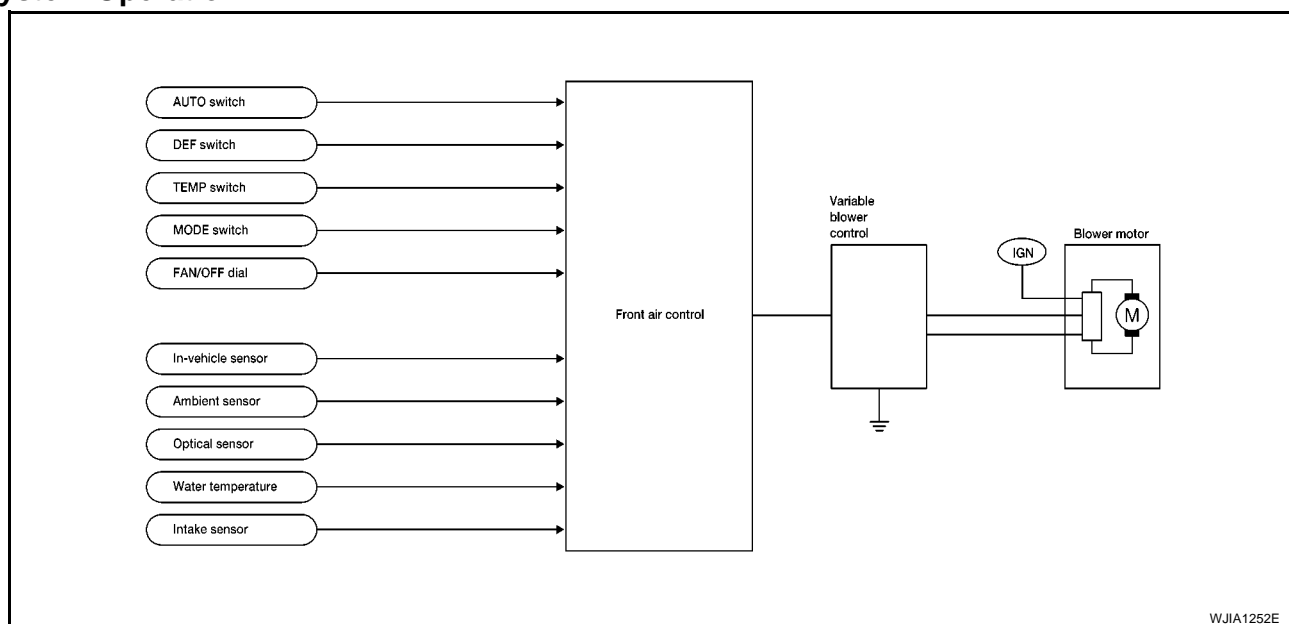 AUTO switch
DEF switch
TEMP switch
MODE switch
FAN/OFF dial
In-vehicle sensor
Ambient sensor
Optical sensor
Water temperature
Intake sensor
Front air control
Variable
blower
control
IGN
Blower motor
M
WJIA1252E